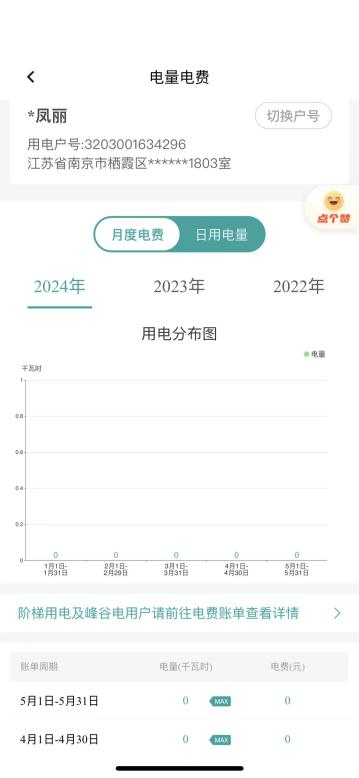 电量电费
*凤丽
切换户号
用电户号:3203001634296
江苏省南京市栖霞区******1803室
点个赞
月度电费 日用电量
2024年 2023年 2022年
用电分布图
电量
千瓦时
1
0.8
0.6
0.4
0.2
0
0 0 0 0 0
1月1日-1月31日 2月1日-2月29日 3月1日-3月31日 4月1日-4月30日 5月1日-5月31日
阶梯用电及峰谷电用户请前往电费账单查看详情
账单周期 电量(千瓦时) 电费(元)
5月1日-5月31日 0 MAX 0
4月1日-4月30日 0 MAX 0